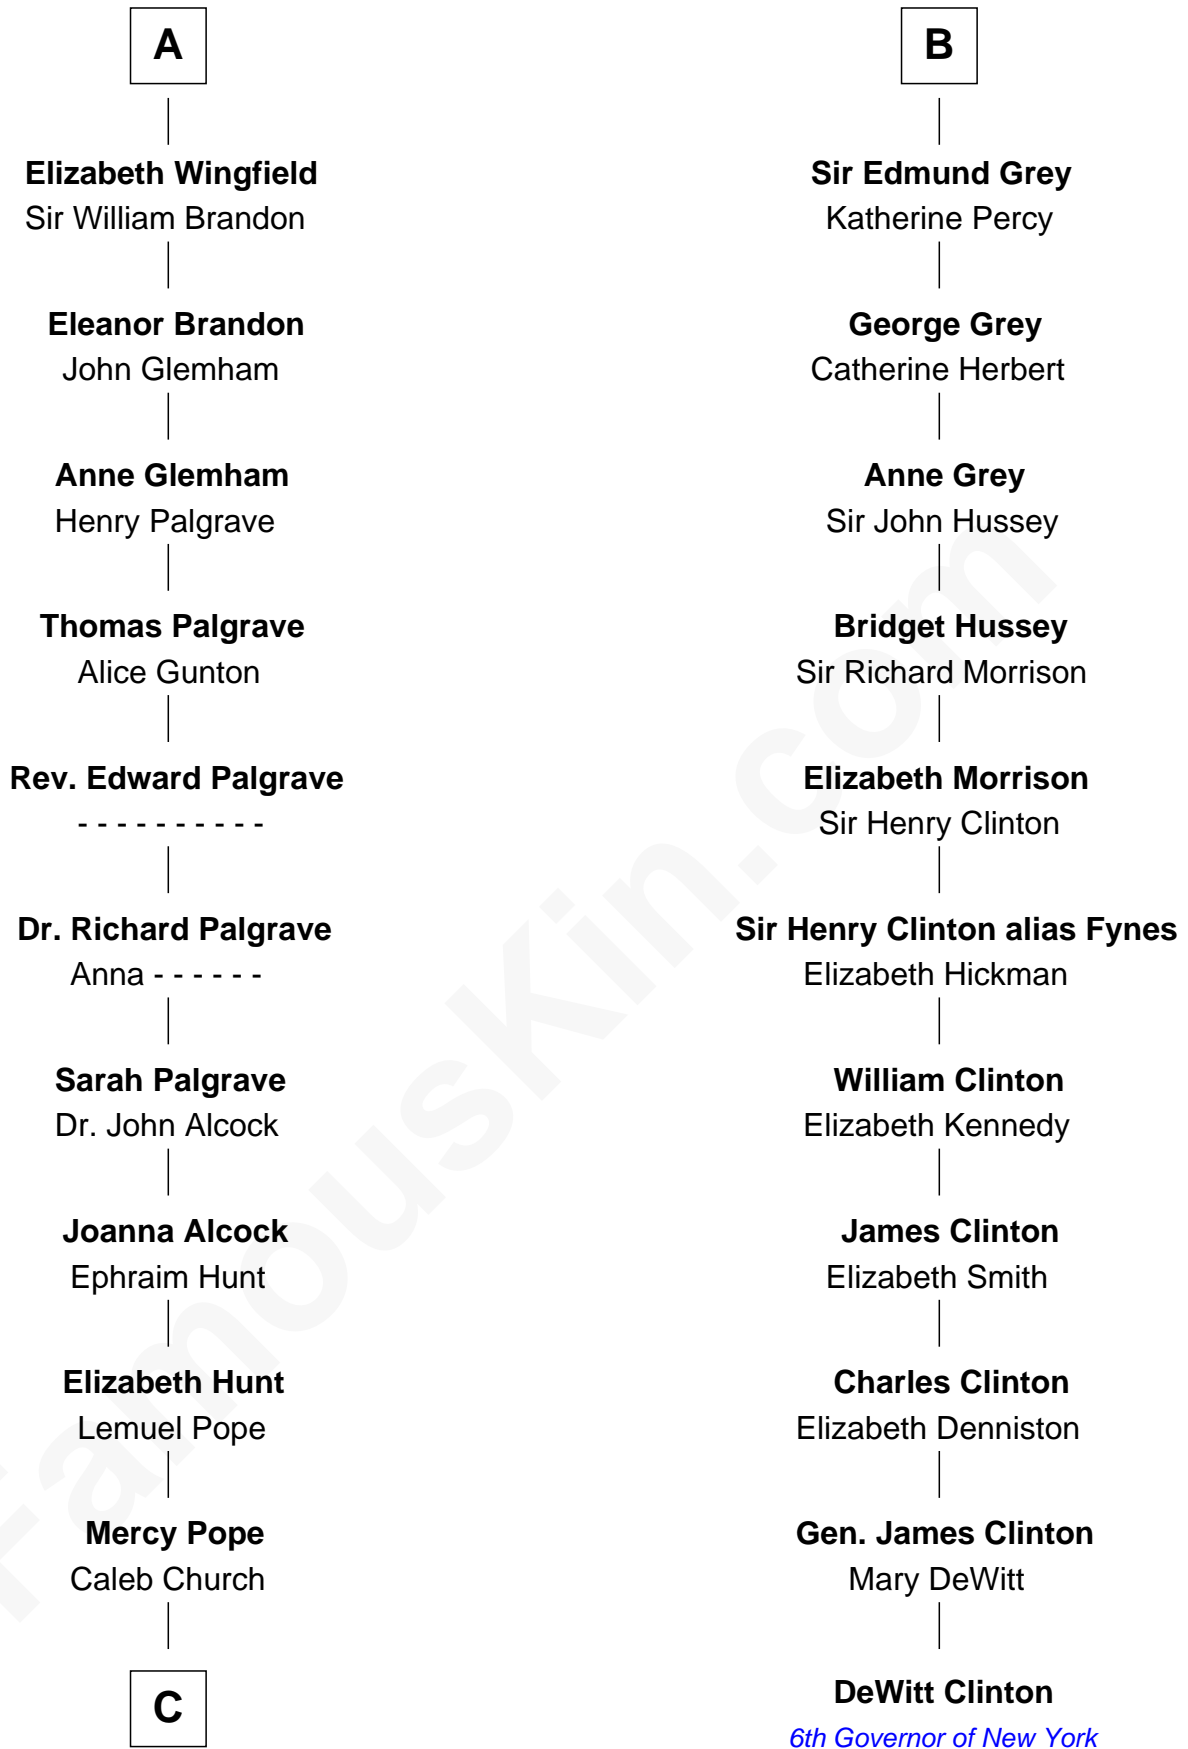 A
Elizabeth Wingfield
Sir William Brandon
Eleanor Brandon
John Glemham
Anne Glemham
Henry Palgrave
Thomas Palgrave
Alice Gunton
Rev. Edward Palgrave
- - - - - - - - - -
Dr. Richard Palgrave
Anna - - - - - -
Sarah Palgrave
Dr. John Alcock
Joanna Alcock
Ephraim Hunt
Elizabeth Hunt
Lemuel Pope
Mercy Pope
Caleb Church
C
B
Sir Edmund Grey
Katherine Percy
George Grey
Catherine Herbert
Anne Grey
Sir John Hussey
Bridget Hussey
Sir Richard Morrison
Elizabeth Morrison
Sir Henry Clinton
Sir Henry Clinton alias Fynes
Elizabeth Hickman
William Clinton
Elizabeth Kennedy
James Clinton
Elizabeth Smith
Charles Clinton
Elizabeth Denniston
Gen. James Clinton
Mary DeWitt
DeWitt Clinton
6th Governor of New York
FamousKin.com